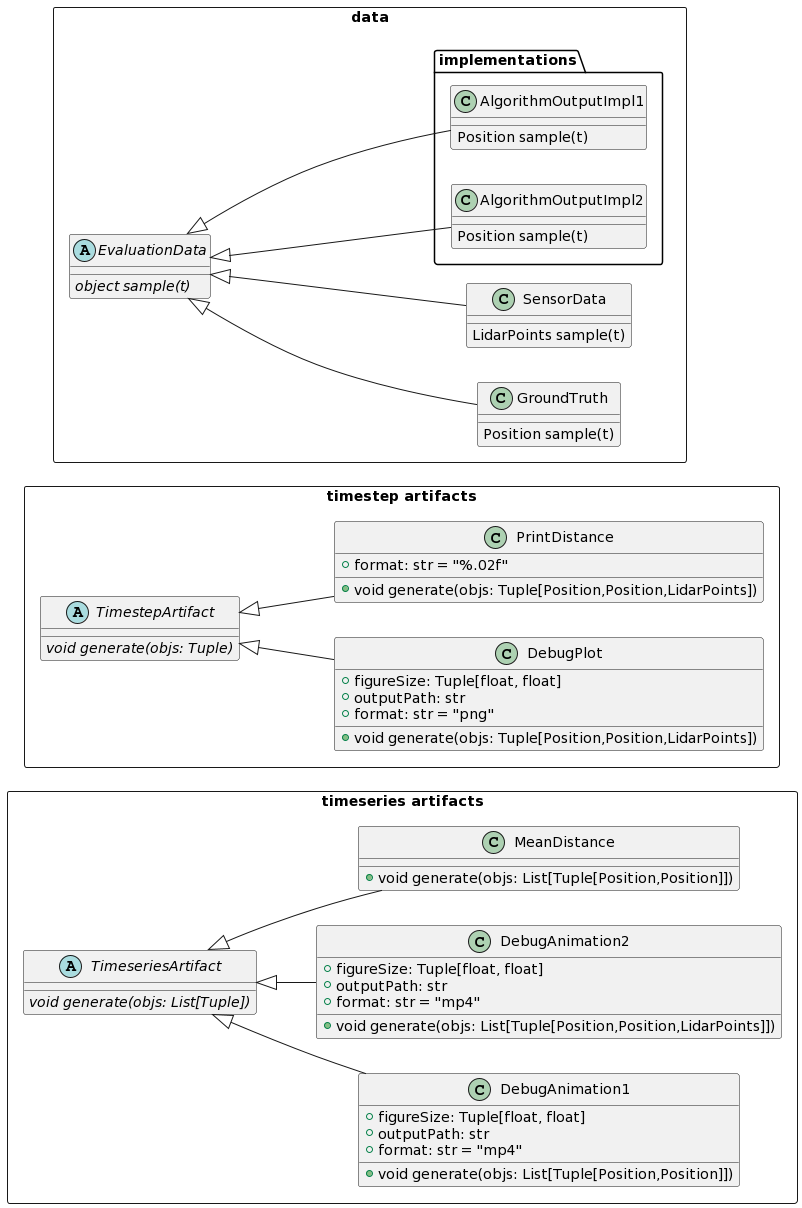 data
implementations
C AlgorithmOutputImpl1
Position sample(t)
C AlgorithmOutputImpl2
Position sample(t)
A EvaluationData
object sample(t)
C SensorData
LidarPoints sample(t)
C GroundTruth
Position sample(t)
timestep artifacts
C PrintDistance
format: str = "%.02f"
void generate(objs: Tuple[Position,Position,LidarPoints])
A TimestepArtifact
void generate(objs: Tuple)
C DebugPlot
figureSize: Tuple[float, float]
outputPath: str
format: str = "png"
void generate(objs: Tuple[Position,Position,LidarPoints])
timeseries artifacts
C MeanDistance
void generate(objs: List[Tuple[Position,Position]])
C DebugAnimation2
figureSize: Tuple[float, float]
outputPath: str
format: str = "mp4"
void generate(objs: List[Tuple[Position,Position,LidarPoints]])
A TimeseriesArtifact
void generate(objs: List[Tuple])
C DebugAnimation1
figureSize: Tuple[float, float]
outputPath: str
format: str = "mp4"
void generate(objs: List[Tuple[Position,Position]])